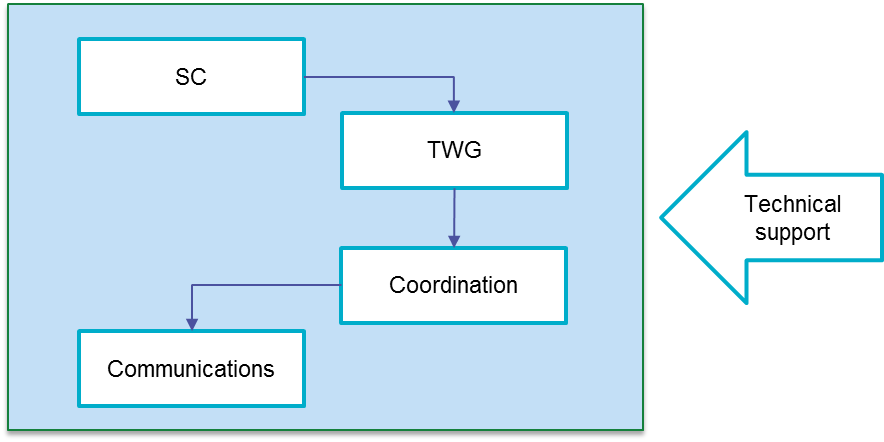 SC
TWG
Coordination
Communications
Technical
support